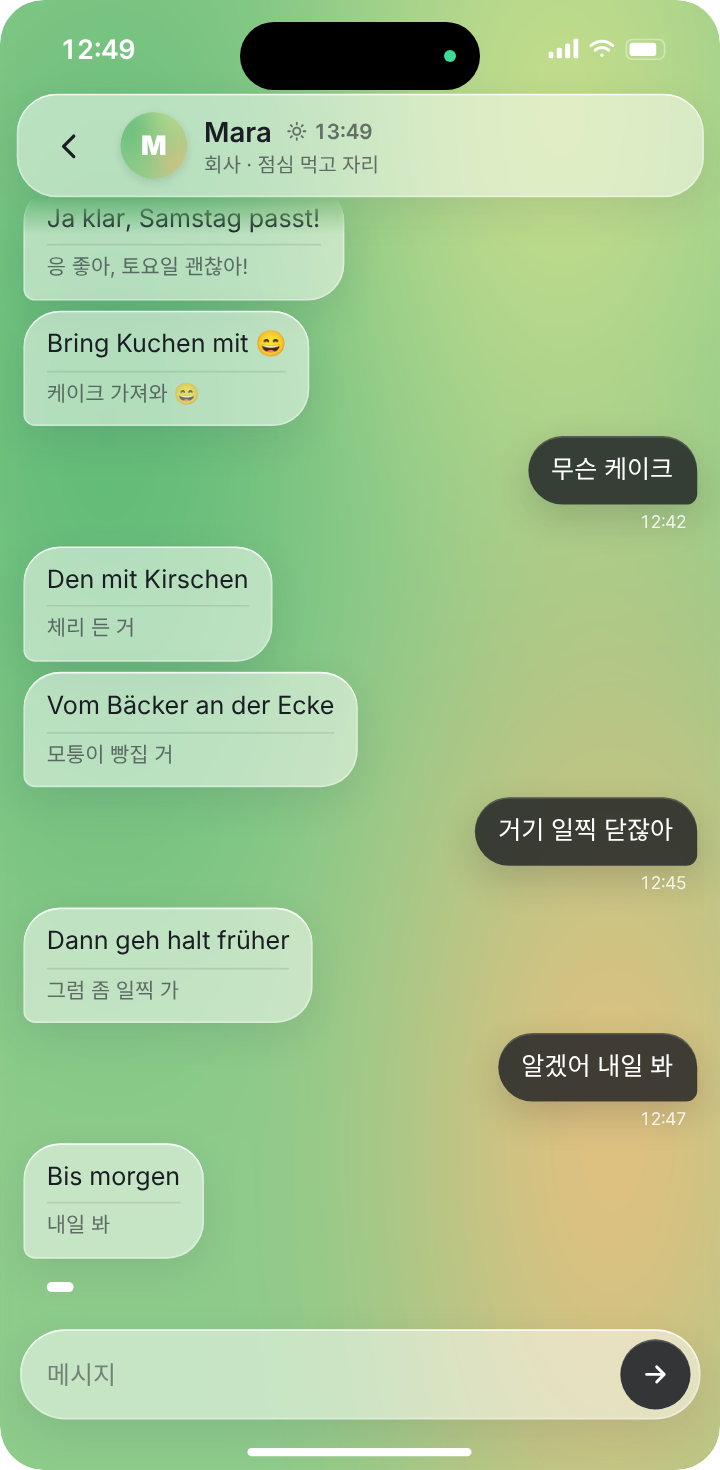 12:49
M
Mara 13:49
회사 · 점심 먹고 자리
Ja klar, Samstag passt!
응 좋아, 토요일 괜찮아!
Bring Kuchen mit 😄
케이크 가져와 😄
무슨 케이크
12:42
Den mit Kirschen
체리 든 거
Vom Bäcker an der Ecke
모퉁이 빵집 거
거기 일찍 닫잖아
12:45
Dann geh halt früher
그럼 좀 일찍 가
알겠어 내일 봐
12:47
Bis morgen
내일 봐
메시지